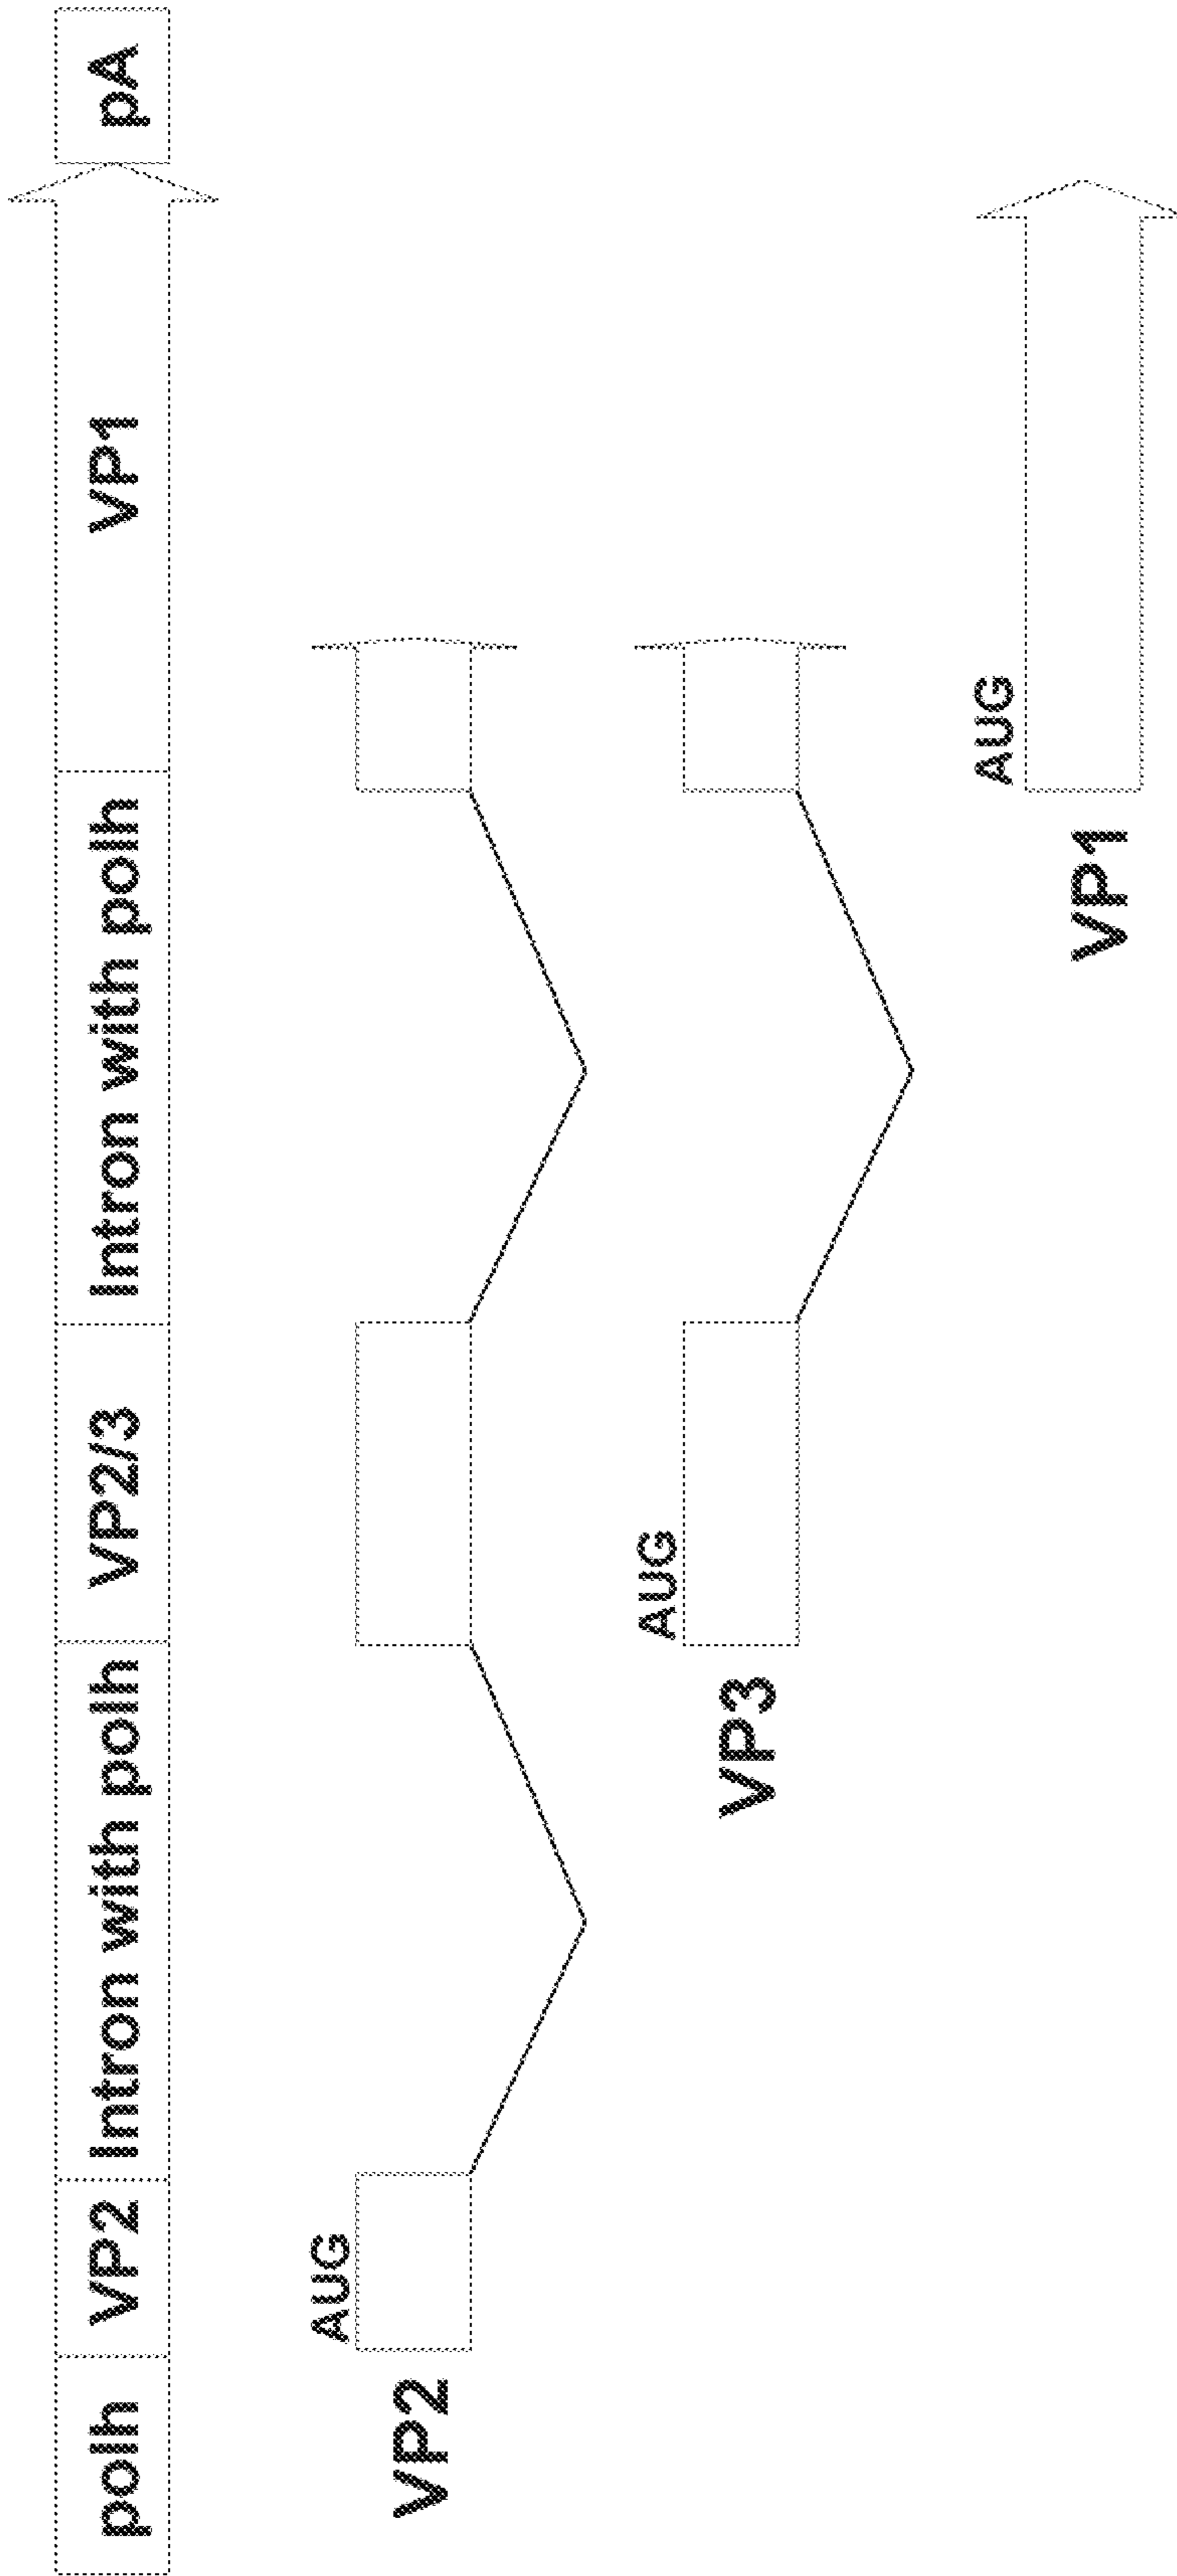 polh VP2 Intron with polh VP2/3 Intron with polh VP1 pA
AUG
VP2
AUG
VP3
AUG
VP1